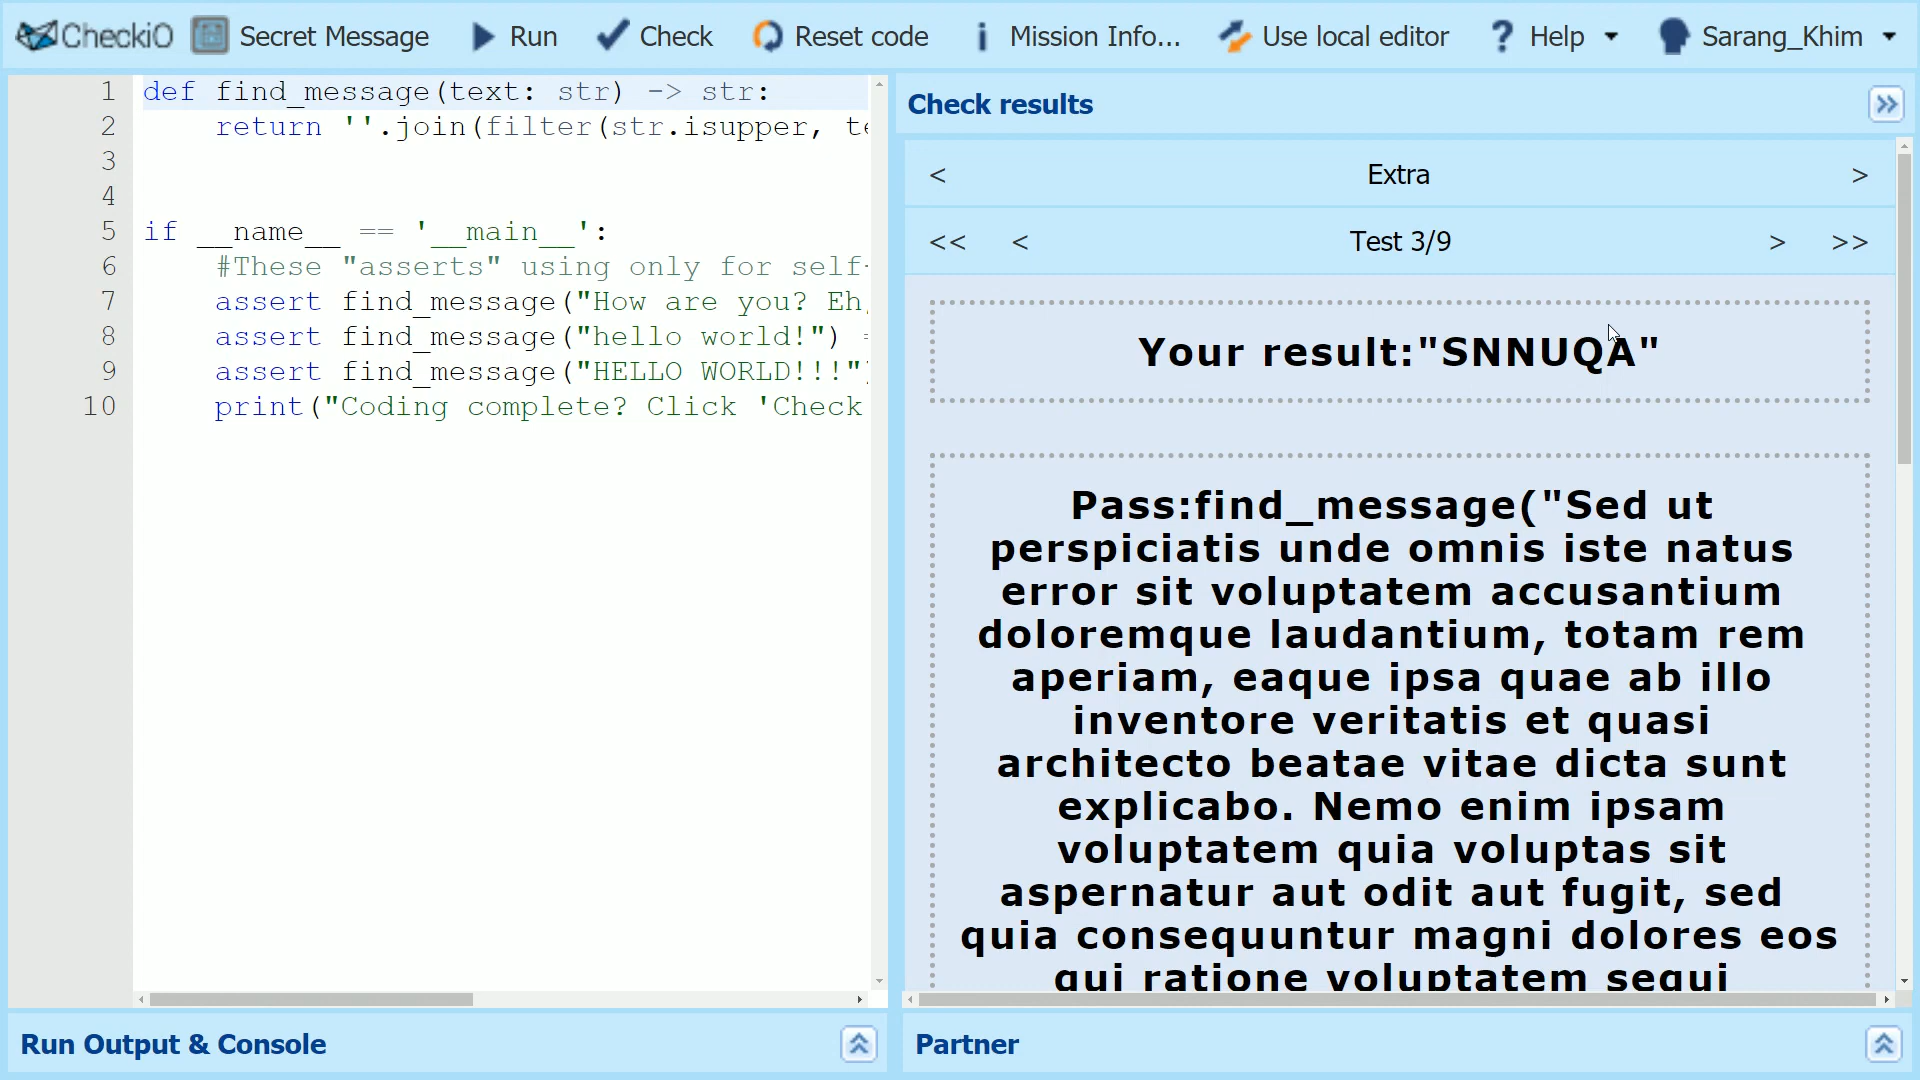 CheckiO Secret Message Run Check Reset code Mission Info... Use local editor Help Sarang_Khim
1 def find_message(text: str) -> str:
2 return ''.join(filter(str.isupper, te
3
4
5 if __name__ == '__main__':
6 #These "asserts" using only for self-
7 assert find_message("How are you? Eh,
8 assert find_message("hello world!") =
9 assert find_message("HELLO WORLD!!!")
10 print("Coding complete? Click 'Check
Check results
< Extra >
<< < Test 3/9 > >>
Your result:"SNNUQA"
Pass:find_message("Sed ut
perspiciatis unde omnis iste natus
error sit voluptatem accusantium
doloremque laudantium, totam rem
aperiam, eaque ipsa quae ab illo
inventore veritatis et quasi
architecto beatae vitae dicta sunt
explicabo. Nemo enim ipsam
voluptatem quia voluptas sit
aspernatur aut odit aut fugit, sed
quia consequuntur magni dolores eos
qui ratione voluptatem sequi
Run Output & Console
Partner